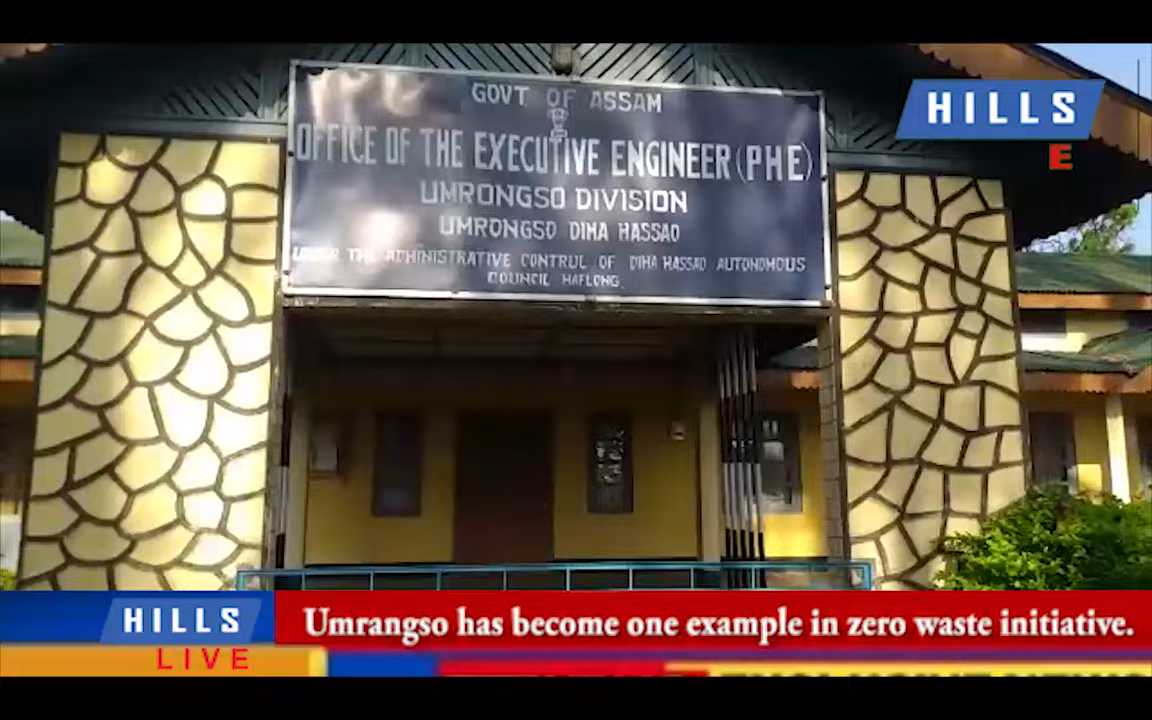 GOVT OF ASSAM
OFFICE OF THE EXECUTIVE ENGINEER (PHE)
UMRONGSO DIVISION
UMRONGSO DIMA HASSAO
UNDER THE ADMINISTRATIVE CONTRUL OF DIMA HASSAO AUTONOMOUS
COUNCIL HAFLONG
HILLS
E
HILLS
LIVE
Umrangso has become one example in zero waste initiative.